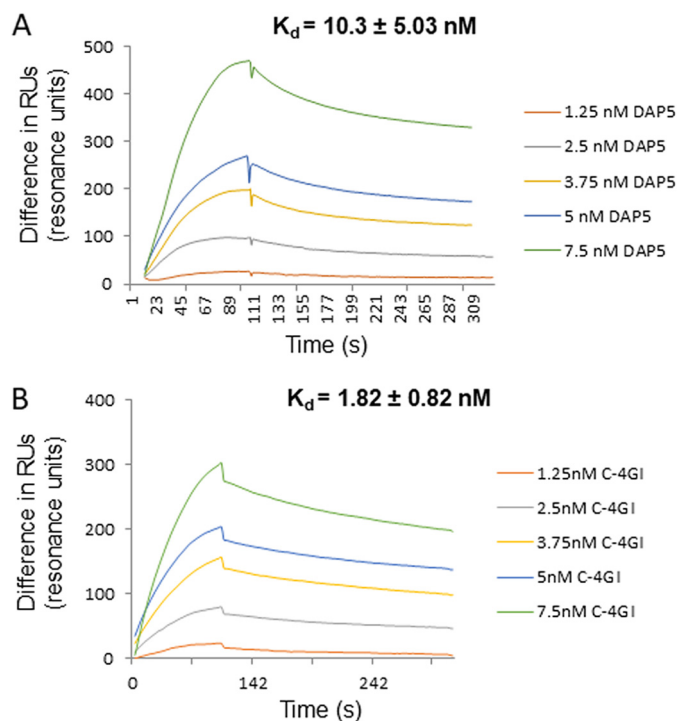 A
K_d = 10.3 ± 5.03 nM
Difference in RUs
(resonance units)
500
400
300
200
100
0
1 23 45 67 89 111 133 155 177 199 221 243 265 287 309
Time (s)
1.25 nM DAP5
2.5 nM DAP5
3.75 nM DAP5
5 nM DAP5
7.5 nM DAP5
B
K_d = 1.82 ± 0.82 nM
Difference in RUs
(resonance units)
400
300
200
100
0
0 142 242
Time (s)
1.25nM C-4GI
2.5nM C-4GI
3.75nM C-4GI
5nM C-4GI
7.5nM C-4GI